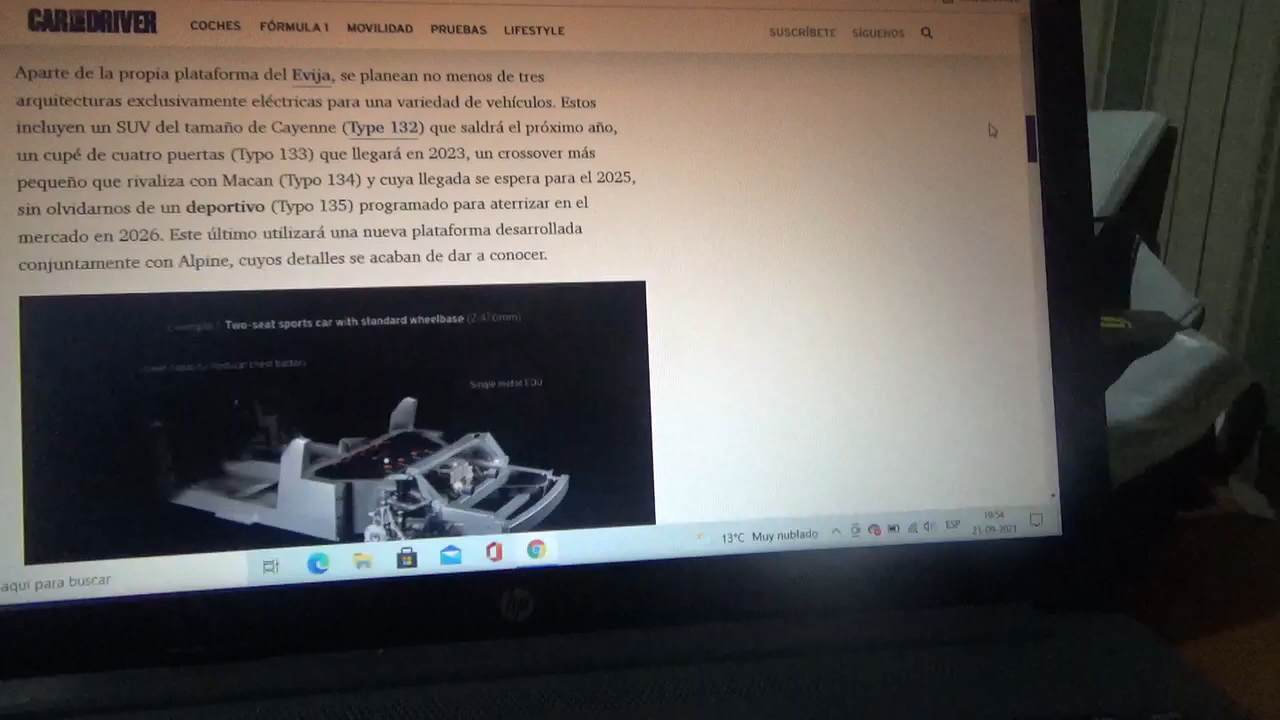 CAR AND DRIVER
COCHES FÓRMULA 1 MOVILIDAD PRUEBAS LIFESTYLE SUSCRÍBETE SÍGUENOS
Aparte de la propia plataforma del Evija, se planean no menos de tres
arquitecturas exclusivamente eléctricas para una variedad de vehículos. Estos
incluyen un SUV del tamaño de Cayenne (Type 132) que saldrá el próximo año,
un cupé de cuatro puertas (Typo 133) que llegará en 2023, un crossover más
pequeño que rivaliza con Macan (Typo 134) y cuya llegada se espera para el 2025,
sin olvidarnos de un deportivo (Typo 135) programado para aterrizar en el
mercado en 2026. Este último utilizará una nueva plataforma desarrollada
conjuntamente con Alpine, cuyos detalles se acaban de dar a conocer.
Two-seat sports car with standard wheelbase
chest battery
Single motor EDU
13°C Muy nublado ESP 19:54
21-09-2021
aquí para buscar
hp